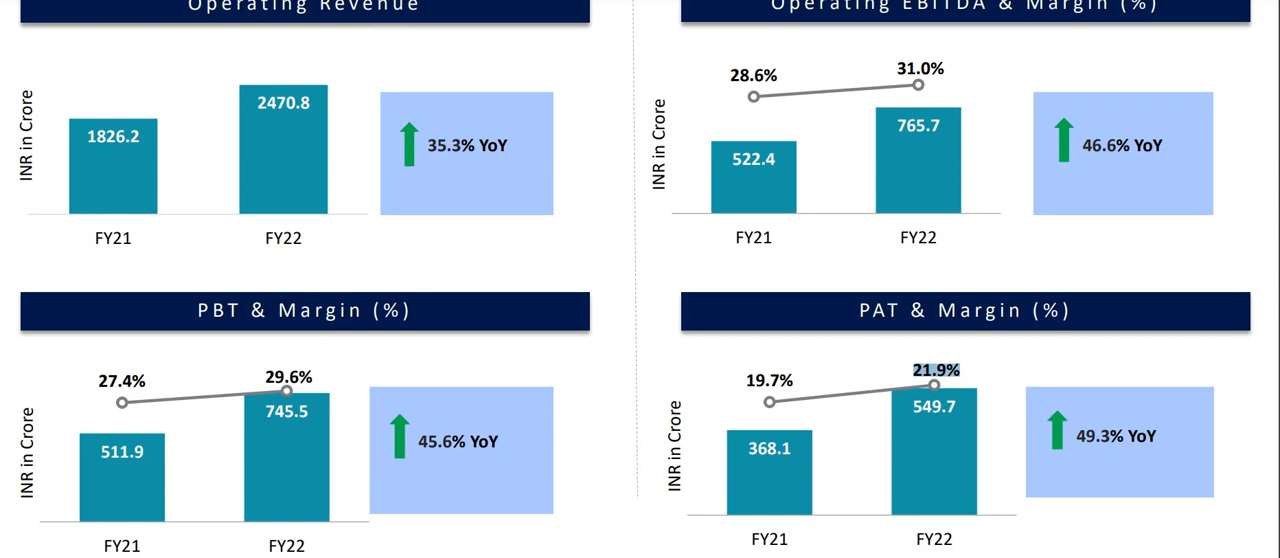 Operating Revenue
INR in Crore
1826.2
2470.8
FY21
FY22
35.3% YoY
Operating EBITDA & Margin (%)
INR in Crore
28.6%
31.0%
522.4
765.7
FY21
FY22
46.6% YoY
PBT & Margin (%)
INR in Crore
27.4%
29.6%
511.9
745.5
FY21
FY22
45.6% YoY
PAT & Margin (%)
INR in Crore
19.7%
21.9%
368.1
549.7
FY21
FY22
49.3% YoY